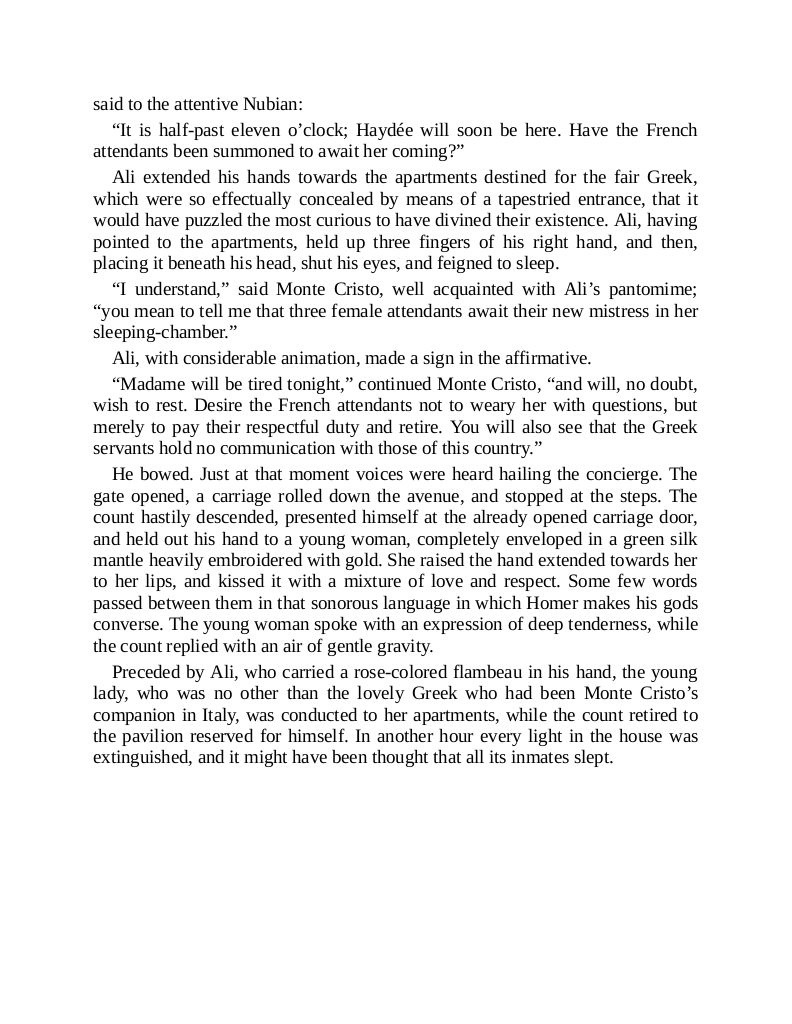 said to the attentive Nubian:
“It is half-past eleven o’clock; Haydée will soon be here. Have the French
attendants been summoned to await her coming?”
Ali extended his hands towards the apartments destined for the fair Greek,
which were so effectually concealed by means of a tapestried entrance, that it
would have puzzled the most curious to have divined their existence. Ali, having
pointed to the apartments, held up three fingers of his right hand, and then,
placing it beneath his head, shut his eyes, and feigned to sleep.
“I understand,” said Monte Cristo, well acquainted with Ali’s pantomime;
“you mean to tell me that three female attendants await their new mistress in her
sleeping-chamber.”
Ali, with considerable animation, made a sign in the affirmative.
“Madame will be tired tonight,” continued Monte Cristo, “and will, no doubt,
wish to rest. Desire the French attendants not to weary her with questions, but
merely to pay their respectful duty and retire. You will also see that the Greek
servants hold no communication with those of this country.”
He bowed. Just at that moment voices were heard hailing the concierge. The
gate opened, a carriage rolled down the avenue, and stopped at the steps. The
count hastily descended, presented himself at the already opened carriage door,
and held out his hand to a young woman, completely enveloped in a green silk
mantle heavily embroidered with gold. She raised the hand extended towards her
to her lips, and kissed it with a mixture of love and respect. Some few words
passed between them in that sonorous language in which Homer makes his gods
converse. The young woman spoke with an expression of deep tenderness, while
the count replied with an air of gentle gravity.
Preceded by Ali, who carried a rose-colored flambeau in his hand, the young
lady, who was no other than the lovely Greek who had been Monte Cristo’s
companion in Italy, was conducted to her apartments, while the count retired to
the pavilion reserved for himself. In another hour every light in the house was
extinguished, and it might have been thought that all its inmates slept.